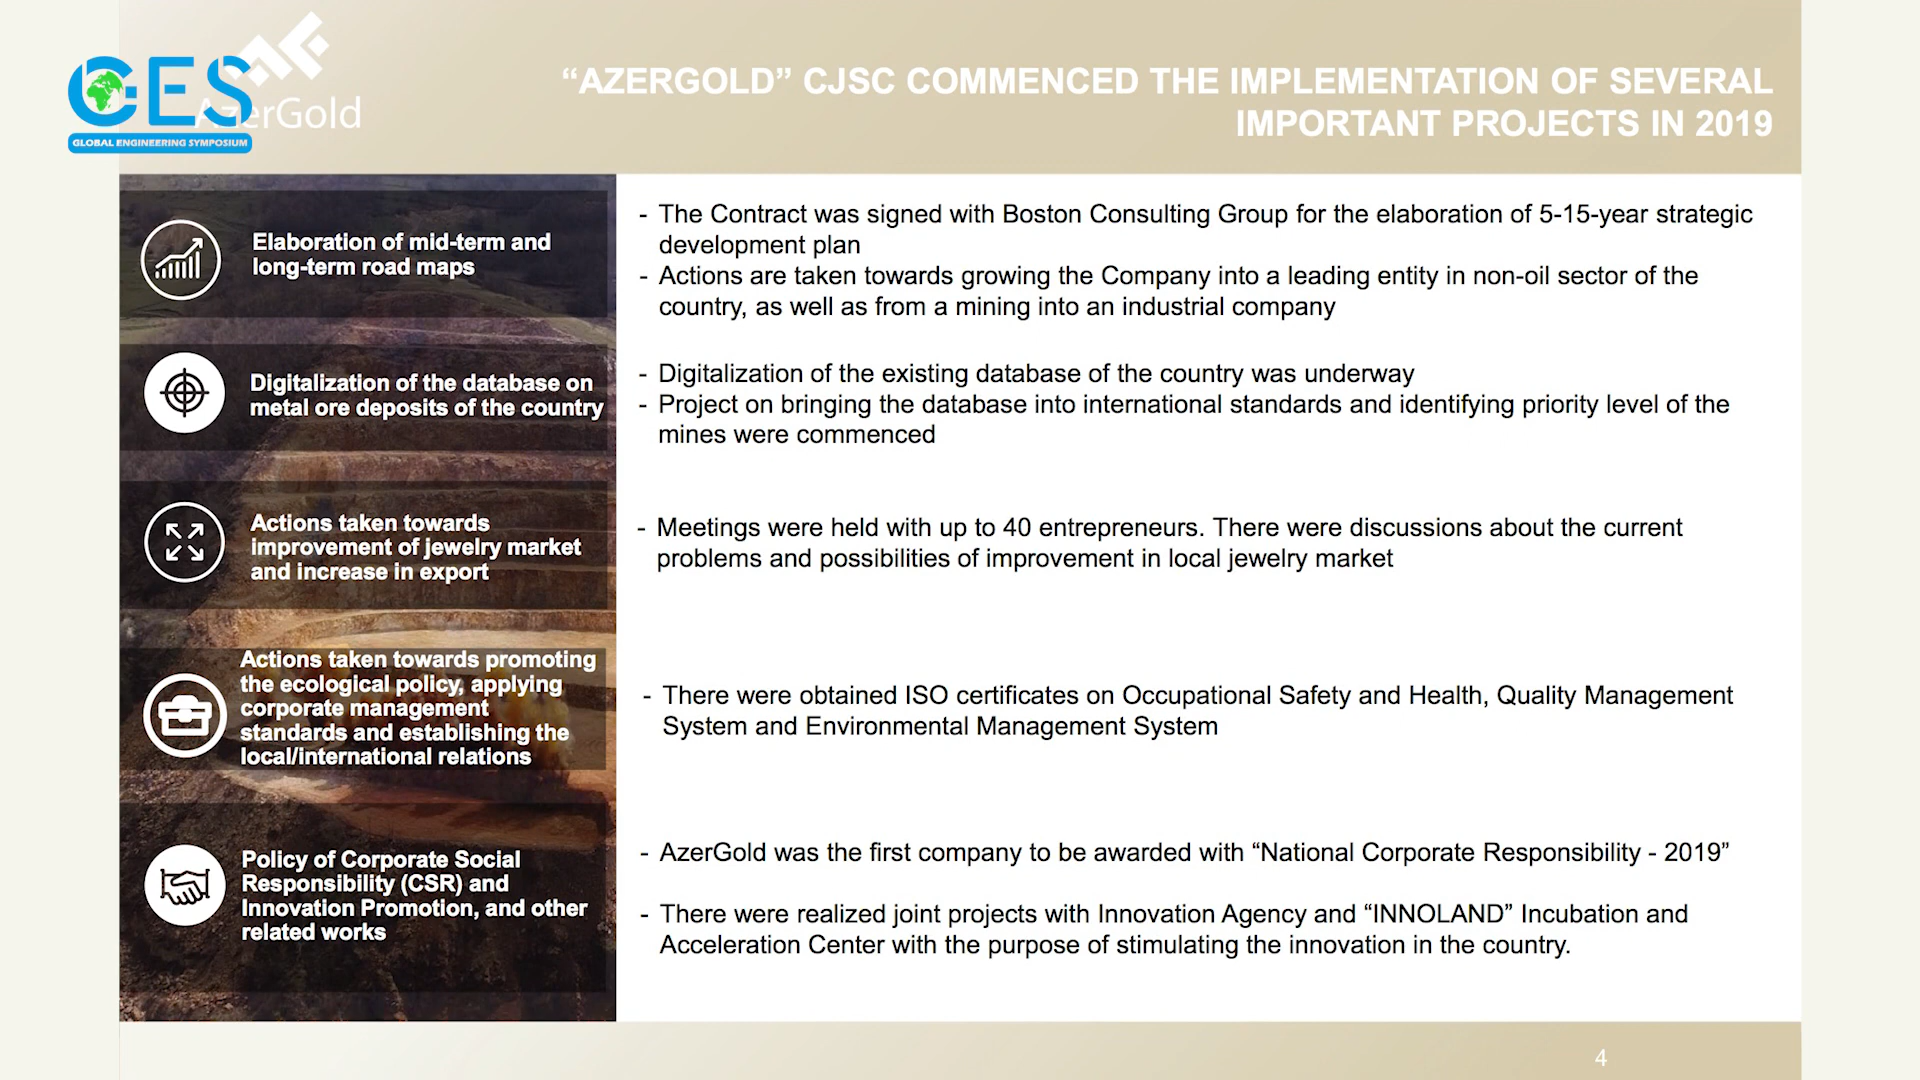 GES
GLOBAL ENGINEERING SYMPOSIUM
AzerGold
“AZERGOLD” CJSC COMMENCED THE IMPLEMENTATION OF SEVERAL
IMPORTANT PROJECTS IN 2019
Elaboration of mid-term and
long-term road maps
- The Contract was signed with Boston Consulting Group for the elaboration of 5-15-year strategic
development plan
- Actions are taken towards growing the Company into a leading entity in non-oil sector of the
country, as well as from a mining into an industrial company
Digitalization of the database on
metal ore deposits of the country
- Digitalization of the existing database of the country was underway
- Project on bringing the database into international standards and identifying priority level of the
mines were commenced
Actions taken towards
improvement of jewelry market
and increase in export
- Meetings were held with up to 40 entrepreneurs. There were discussions about the current
problems and possibilities of improvement in local jewelry market
Actions taken towards promoting
the ecological policy, applying
corporate management
standards and establishing the
local/international relations
- There were obtained ISO certificates on Occupational Safety and Health, Quality Management
System and Environmental Management System
Policy of Corporate Social
Responsibility (CSR) and
Innovation Promotion, and other
related works
- AzerGold was the first company to be awarded with “National Corporate Responsibility - 2019”
- There were realized joint projects with Innovation Agency and “INNOLAND” Incubation and
Acceleration Center with the purpose of stimulating the innovation in the country.
4